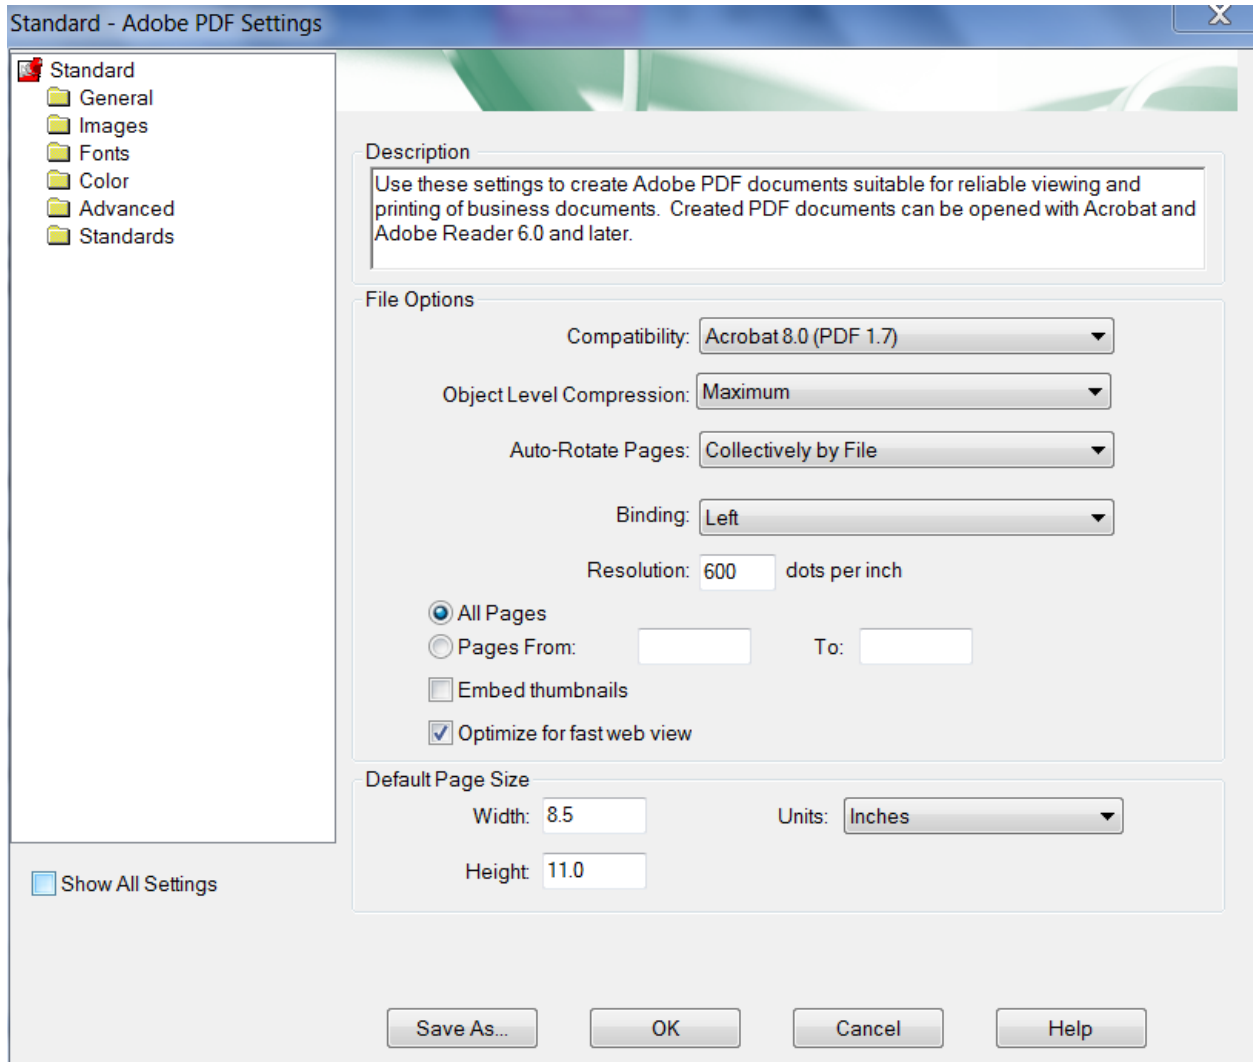 Standard - Adobe PDF Settings
X
Standard
General
Images
Fonts
Color
Advanced
Standards
Show All Settings
Description
Use these settings to create Adobe PDF documents suitable for reliable viewing and
printing of business documents.  Created PDF documents can be opened with Acrobat and
Adobe Reader 6.0 and later.
File Options
Compatibility: Acrobat 8.0 (PDF 1.7)
Object Level Compression: Maximum
Auto-Rotate Pages: Collectively by File
Binding: Left
Resolution: 600 dots per inch
All Pages
Pages From: To:
Embed thumbnails
Optimize for fast web view
Default Page Size
Width: 8.5 Units: Inches
Height: 11.0
Save As... OK Cancel Help